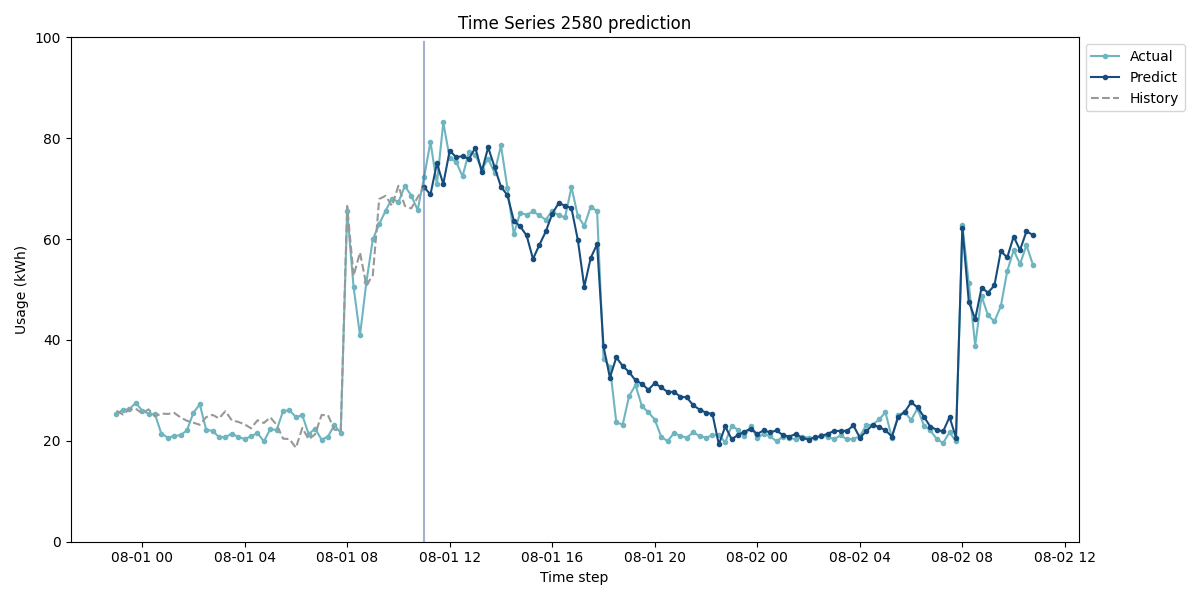 Time Series 2580 prediction
100
80
60
40
20
0
Usage (kWh)
08-01 00
08-01 04
08-01 08
08-01 12
08-01 16
08-01 20
08-02 00
08-02 04
08-02 08
08-02 12
Time step
Actual
Predict
History